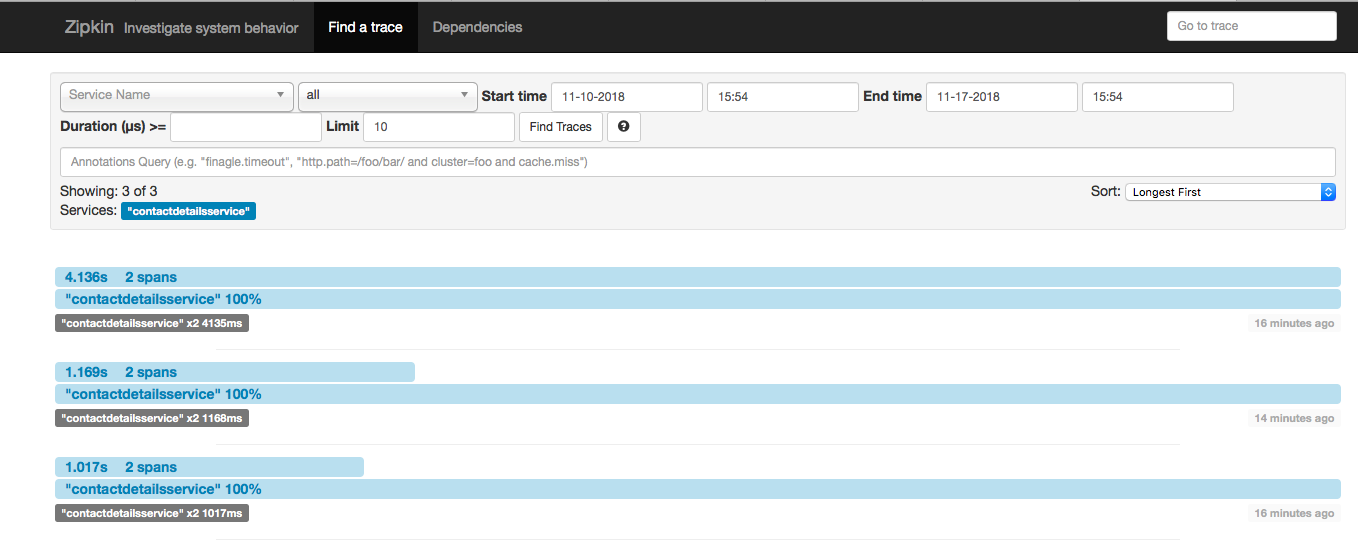 Zipkin Investigate system behavior Find a trace Dependencies Go to trace
Service Name all Start time 11-10-2018 15:54 End time 11-17-2018 15:54
Duration (µs) >= Limit 10 Find Traces ?
Annotations Query (e.g. "finagle.timeout", "http.path=/foo/bar/ and cluster=foo and cache.miss")
Showing: 3 of 3 Sort: Longest First
Services: "contactdetailsservice"
4.136s 2 spans
"contactdetailsservice" 100%
"contactdetailsservice" x2 4135ms 16 minutes ago
1.169s 2 spans
"contactdetailsservice" 100%
"contactdetailsservice" x2 1168ms 14 minutes ago
1.017s 2 spans
"contactdetailsservice" 100%
"contactdetailsservice" x2 1017ms 16 minutes ago